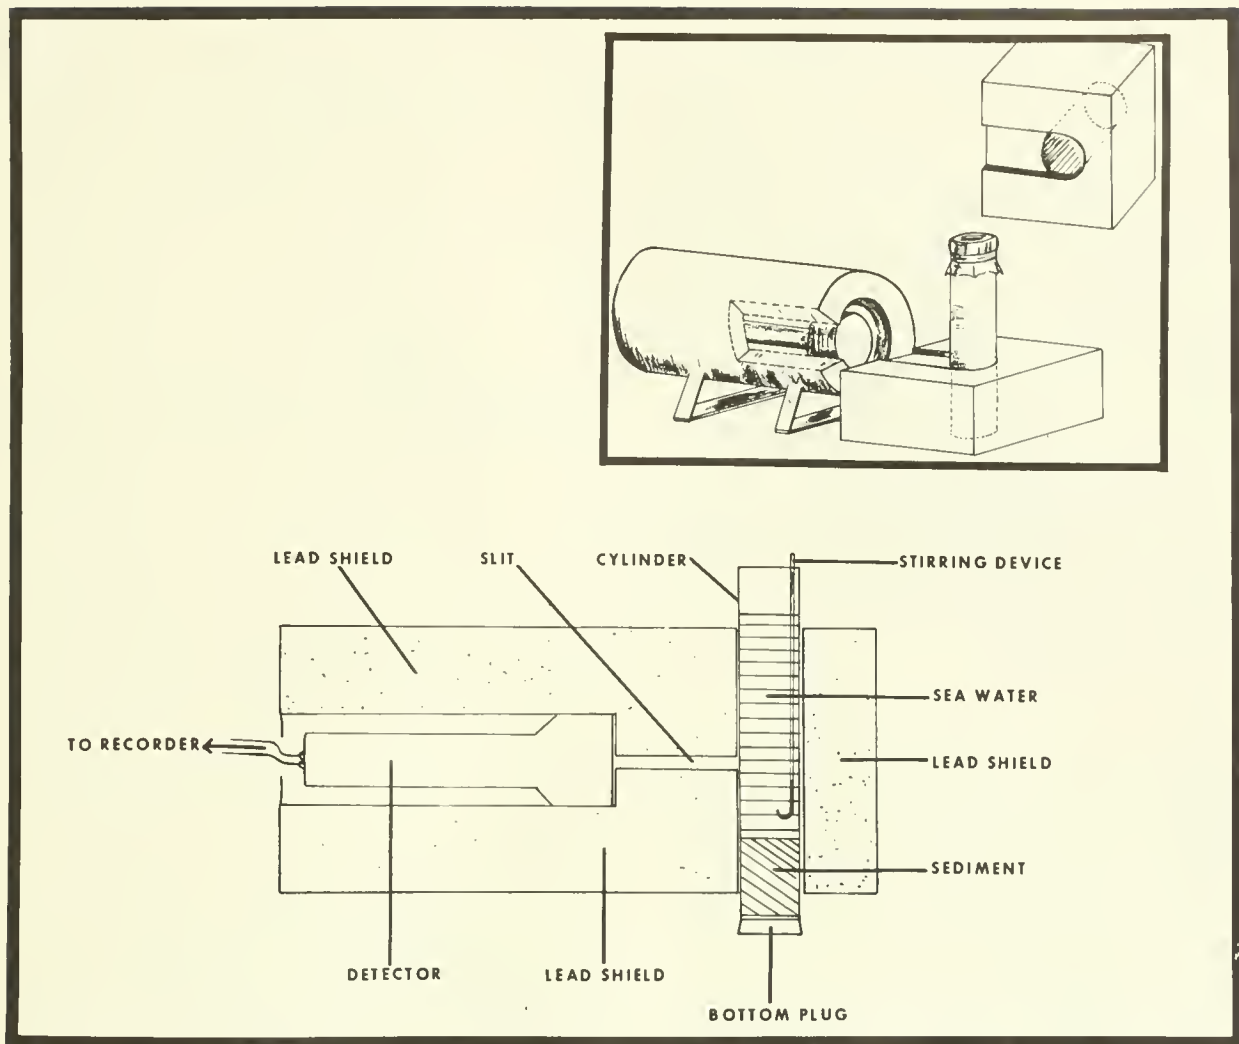 LEAD SHIELD
SLIT
CYLINDER
STIRRING DEVICE
SEA WATER
TO RECORDER
LEAD SHIELD
SEDIMENT
DETECTOR
LEAD SHIELD
BOTTOM PLUG